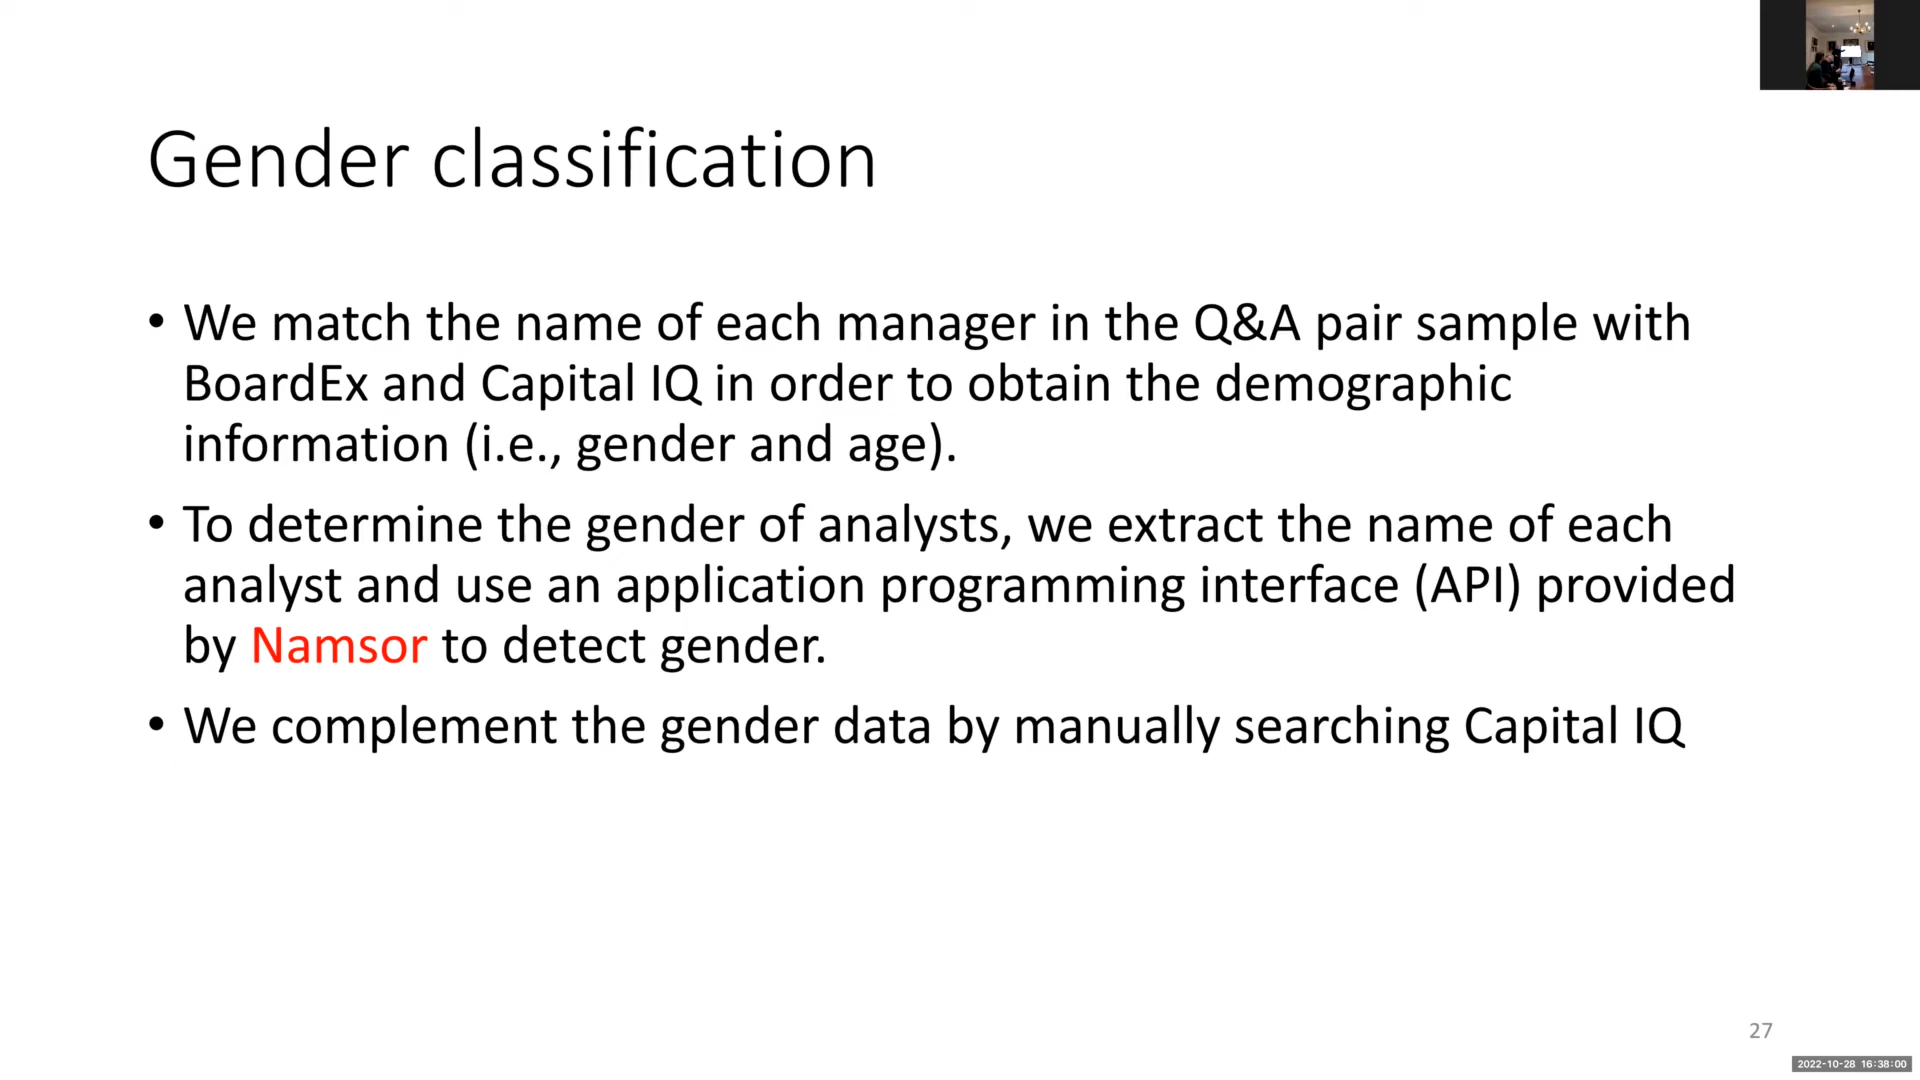 Gender classification
• We match the name of each manager in the Q&A pair sample with
BoardEx and Capital IQ in order to obtain the demographic
information (i.e., gender and age).
• To determine the gender of analysts, we extract the name of each
analyst and use an application programming interface (API) provided
by Namsor to detect gender.
• We complement the gender data by manually searching Capital IQ
27
2022-10-28 16:38:00